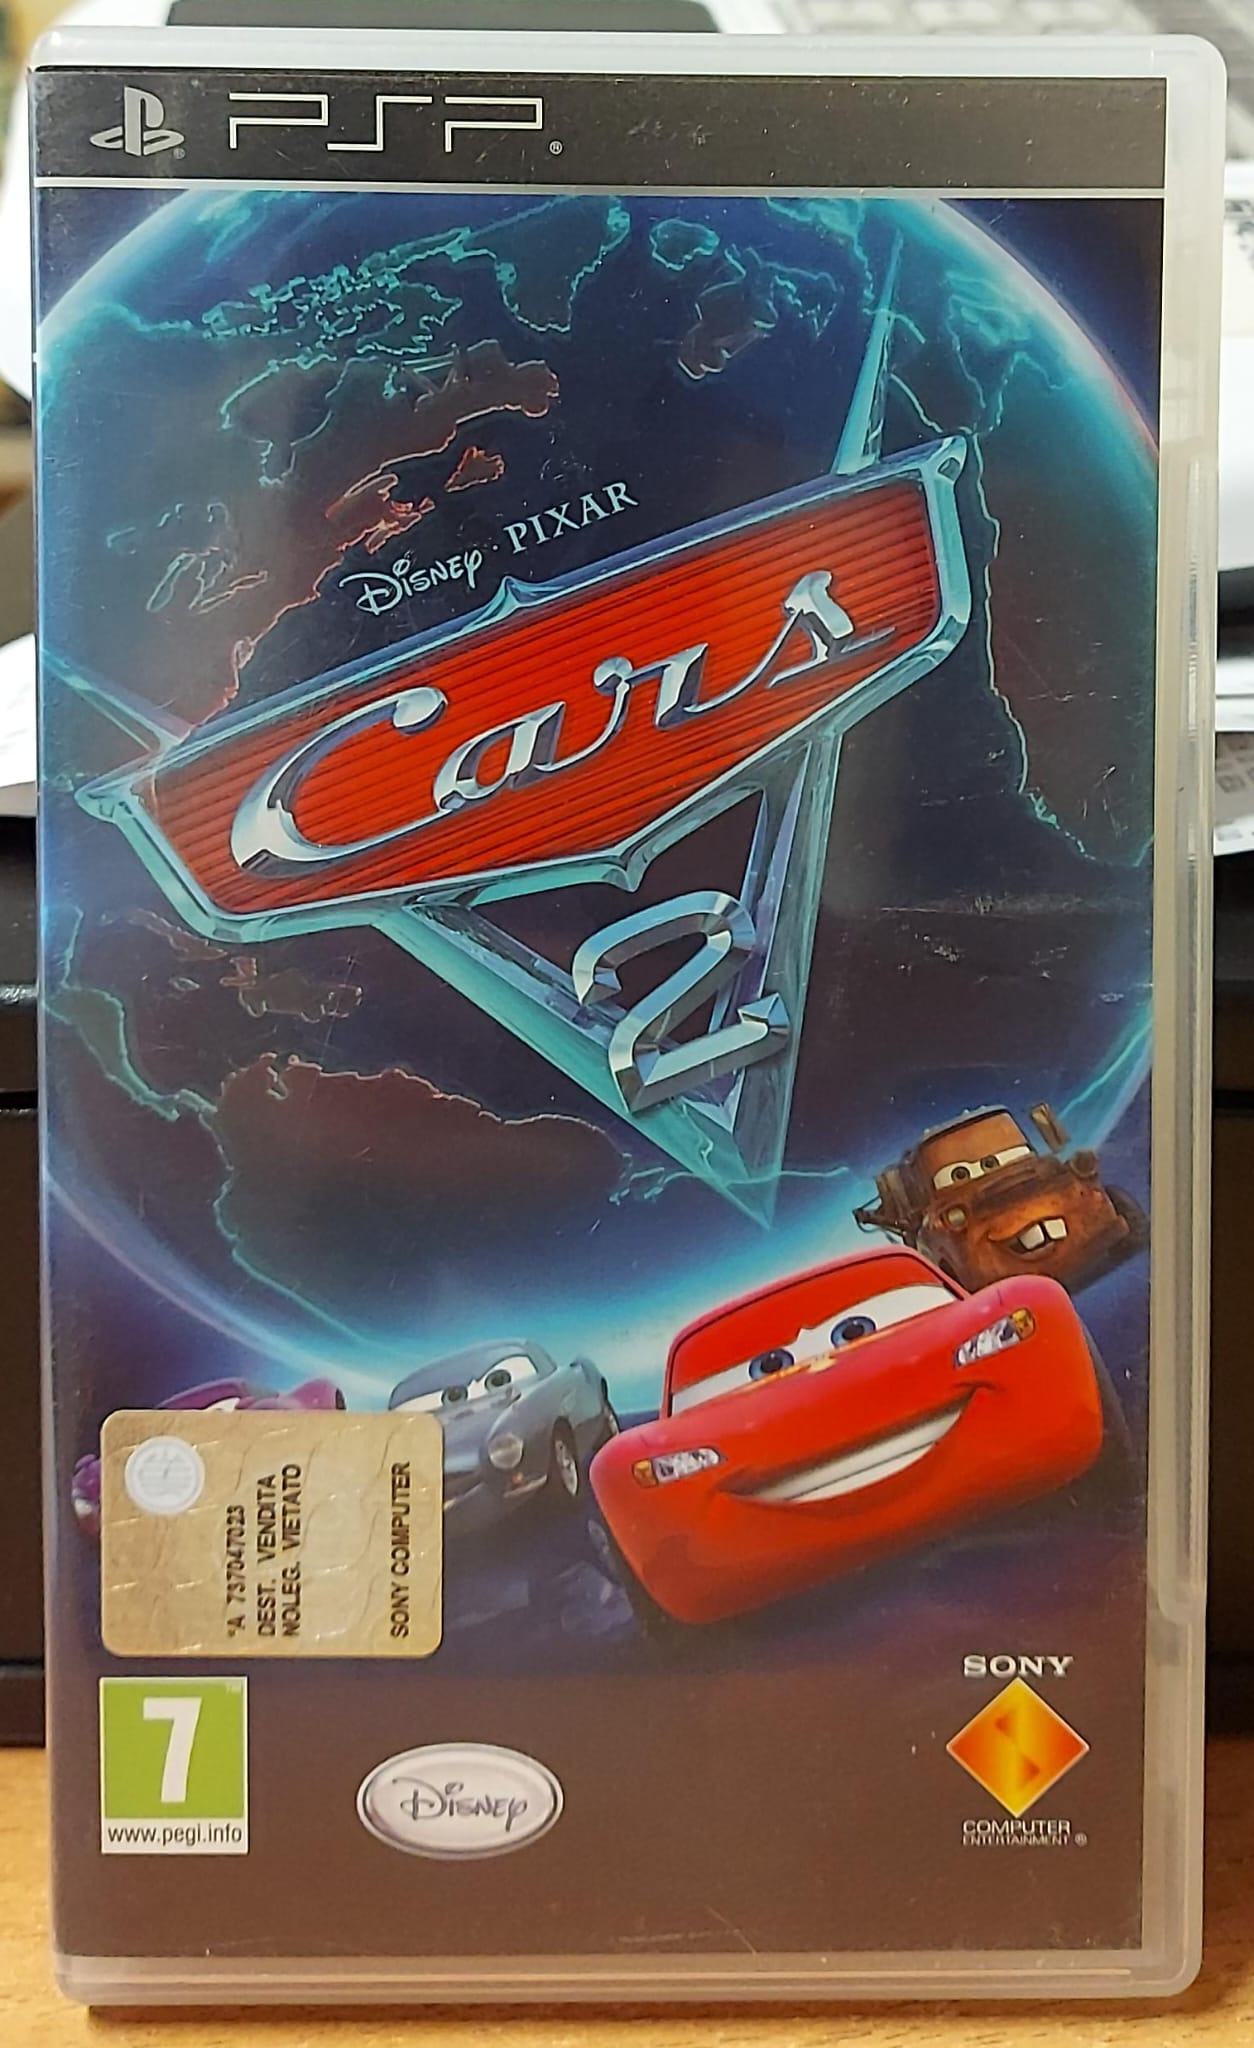 PSP®
DISNEY · PIXAR
Cars
2
*A 737047023
DEST. VENDITA
NOLEG. VIETATO
SONY COMPUTER
7™
www.pegi.info
DISNEY
SONY
COMPUTER
ENTERTAINMENT ®